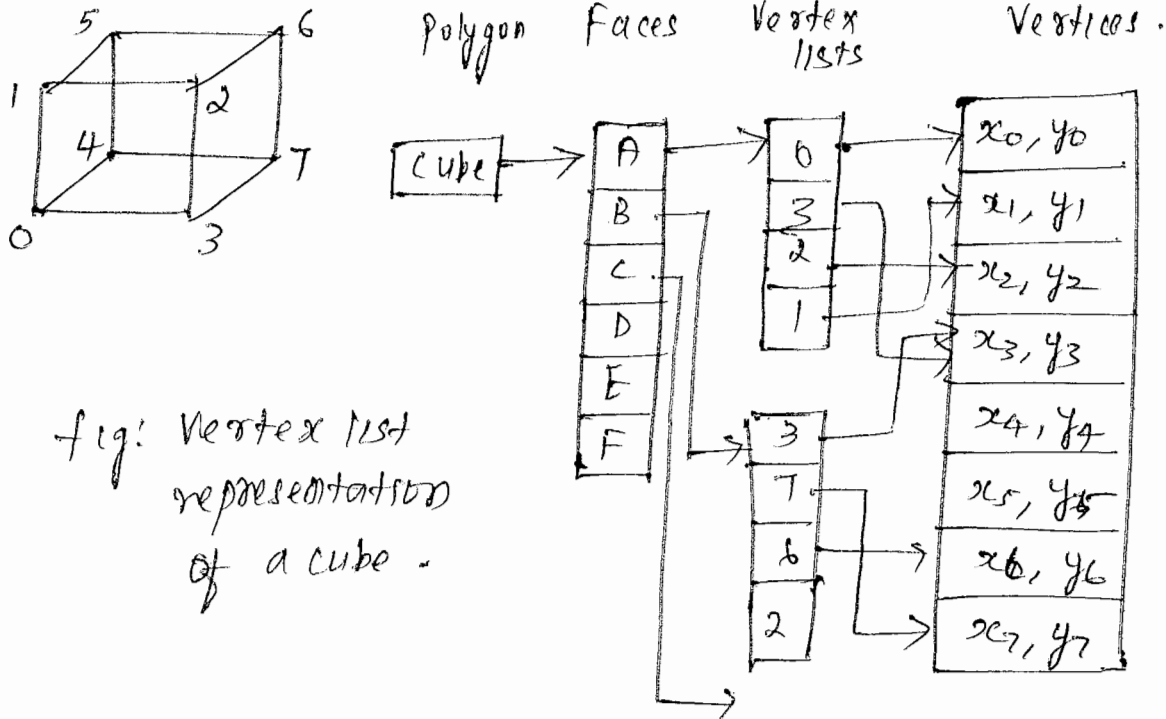 5 6
1 2
4 7
0 3
Polygon Faces Vertex lists Vertices.
cube
A
B
C
D
E
F
0
3
2
1
3
7
6
2
x0, y0
x1, y1
x2, y2
x3, y3
x4, y4
x5, y5
x6, y6
x7, y7
fig: Vertex list
representation
of a cube.